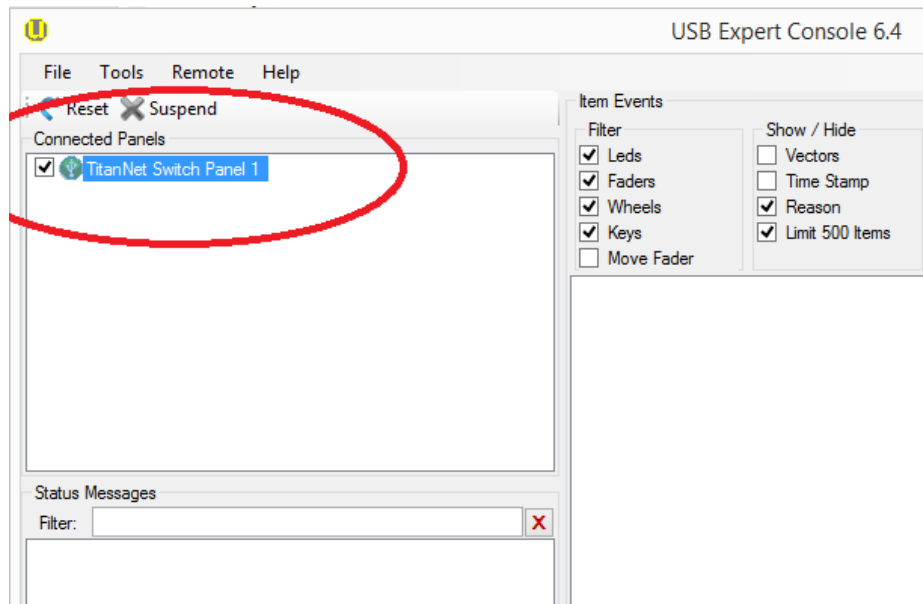 USB Expert Console 6.4
File Tools Remote Help
Reset Suspend
Connected Panels
TitanNet Switch Panel 1
Item Events
Filter
Leds
Faders
Wheels
Keys
Move Fader
Show / Hide
Vectors
Time Stamp
Reason
Limit 500 Items
Status Messages
Filter:
X